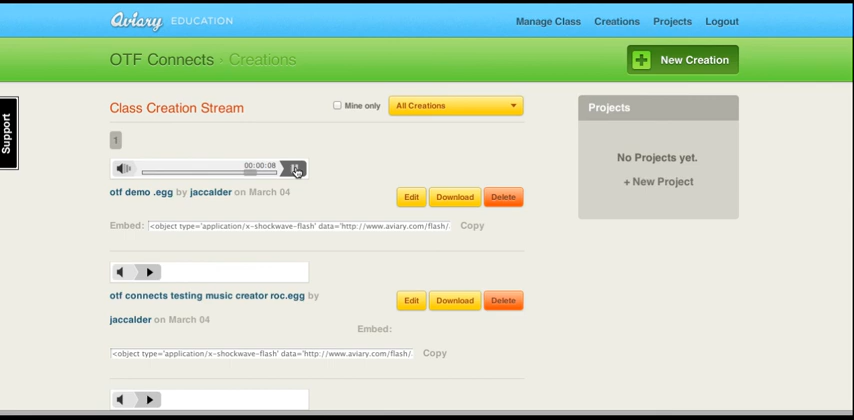 Aviary EDUCATION
Manage Class Creations Projects Logout
OTF Connects › Creations
New Creation
Support
Class Creation Stream
Mine only
All Creations
Projects
1
No Projects yet.
+ New Project
00:00:08
otf demo .egg by jaccalder on March 04
Edit Download Delete
Embed: <object type='application/x-shockwave-flash' data='http://www.aviary.com/flash/. Copy
otf connects testing music creator roc.egg by
jaccalder on March 04
Edit Download Delete
Embed:
<object type='application/x-shockwave-flash' data='http://www.aviary.com/flash/. Copy